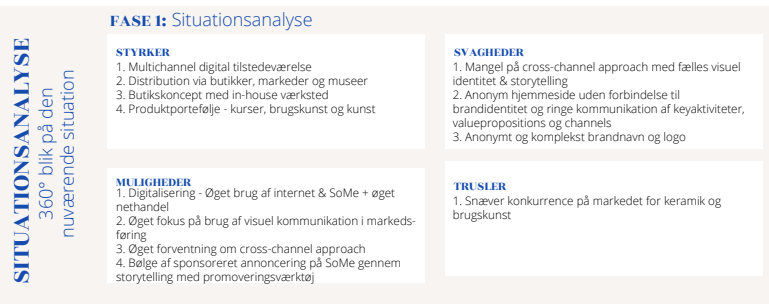 SITUATIONSANALYSE
360° blik på den
nuværende situation
FASE 1: Situationsanalyse
STYRKER
1. Multichannel digital tilstedeværelse
2. Distribution via butikker, markeder og museer
3. Butikskoncept med in-house værksted
4. Produktportefølje - kurser, brugskunst og kunst
SVAGHEDER
1. Mangel på cross-channel approach med fælles visuel
identitet & storytelling
2. Anonym hjemmeside uden forbindelse til
brandidentitet og ringe kommunikation af keyaktiviteter,
valuepropositions og channels
3. Anonymt og komplekst brandnavn og logo
MULIGHEDER
1. Digitalisering - Øget brug af internet & SoMe + øget
nethandel
2. Øget fokus på brug af visuel kommunikation i markeds-
føring
3. Øget forventning om cross-channel approach
4. Bølge af sponsoreret annoncering på SoMe gennem
storytelling med promoveringsværktøj
TRUSLER
1. Snæver konkurrence på markedet for keramik og
brugskunst